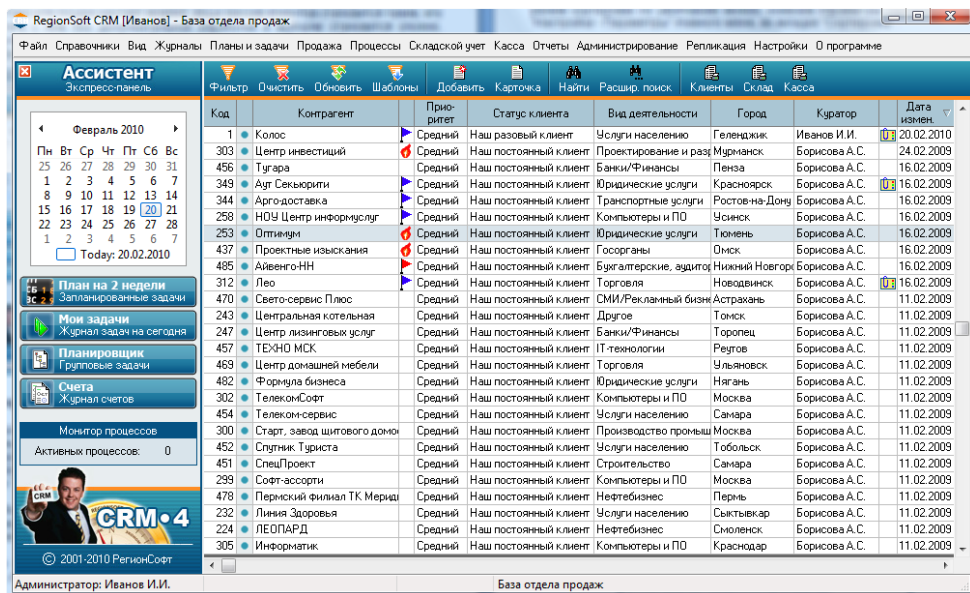 RegionSoft CRM [Иванов] - База отдела продаж
Файл Справочники Вид Журналы Планы и задачи Продажа Процессы Складской учет Касса Отчеты Администрирование Репликация Настройки О программе
Ассистент
Экспресс-панель
Фильтр Очистить Обновить Шаблоны Добавить Карточка Найти Расшир. поиск Клиенты Склад Касса
Февраль 2010
Пн Вт Ср Чт Пт Сб Вс
25 26 27 28 29 30 31
1 2 3 4 5 6 7
8 9 10 11 12 13 14
15 16 17 18 19 20 21
22 23 24 25 26 27 28
1 2 3 4 5 6 7
Today: 20.02.2010
План на 2 недели
Запланированные задачи
Мои задачи
Журнал задач на сегодня
Планировщик
Групповые задачи
Счета
Журнал счетов
Монитор процессов
Активных процессов: 0
CRM
CRM•4
© 2001-2010 РегионСофт
Код Контрагент Прио-ритет Статус клиента Вид деятельности Город Куратор Дата измен.
1 Колос Средний Наш разовый клиент Услуги населению Геленджик Иванов И.И. 20.02.2010
303 Центр инвестиций Средний Наш постоянный клиент Проектирование и разр Мурманск Борисова А.С. 24.02.2009
456 Тугара Средний Наш постоянный клиент Банки/Финансы Пенза Борисова А.С. 16.02.2009
349 Аут Секьюрити Средний Наш постоянный клиент Юридические услуги Красноярск Борисова А.С. 16.02.2009
344 Арго-доставка Средний Наш постоянный клиент Транспортные услуги Ростов-на-Дону Борисова А.С. 16.02.2009
258 НОУ Центр информуслуг Средний Наш постоянный клиент Компьютеры и ПО Усинск Борисова А.С. 16.02.2009
253 Оптимум Средний Наш постоянный клиент Юридические услуги Тюмень Борисова А.С. 16.02.2009
437 Проектные изыскания Средний Наш постоянный клиент Госорганы Омск Борисова А.С. 16.02.2009
485 Айвенго-НН Средний Наш постоянный клиент Бухгалтерские, аудитор Нижний Новгоро Борисова А.С. 16.02.2009
312 Лео Средний Наш постоянный клиент Торговля Новодвинск Борисова А.С. 16.02.2009
470 Свето-сервис Плюс Средний Наш постоянный клиент СМИ/Рекламный бизне Астрахань Борисова А.С. 11.02.2009
243 Центральная котельная Средний Наш постоянный клиент Другое Томск Борисова А.С. 11.02.2009
247 Центр лизинговых услуг Средний Наш постоянный клиент Банки/Финансы Торопец Борисова А.С. 11.02.2009
457 ТЕХНО МСК Средний Наш постоянный клиент IT-технологии Реутов Борисова А.С. 11.02.2009
469 Центр домашней мебели Средний Наш постоянный клиент Торговля Ульяновск Борисова А.С. 11.02.2009
482 Формула бизнеса Средний Наш постоянный клиент Юридические услуги Нягань Борисова А.С. 11.02.2009
302 ТелекомСофт Средний Наш постоянный клиент Компьютеры и ПО Москва Борисова А.С. 11.02.2009
454 Телеком-сервис Средний Наш постоянный клиент Услуги населению Самара Борисова А.С. 11.02.2009
300 Старт, завод щитового домо Средний Наш постоянный клиент Производство промыш Москва Борисова А.С. 11.02.2009
452 Спутник Туриста Средний Наш постоянный клиент Услуги населению Тобольск Борисова А.С. 11.02.2009
451 СпецПроект Средний Наш постоянный клиент Строительство Самара Борисова А.С. 11.02.2009
299 Софт-ассорти Средний Наш постоянный клиент Компьютеры и ПО Москва Борисова А.С. 11.02.2009
478 Пермский филиал ТК Мериди Средний Наш постоянный клиент Нефтебизнес Пермь Борисова А.С. 11.02.2009
232 Линия Здоровья Средний Наш постоянный клиент Услуги населению Сыктывкар Борисова А.С. 11.02.2009
224 ЛЕОПАРД Средний Наш постоянный клиент Нефтебизнес Смоленск Борисова А.С. 11.02.2009
305 Информатик Средний Наш постоянный клиент Компьютеры и ПО Краснодар Борисова А.С. 11.02.2009
Администратор: Иванов И.И. База отдела продаж